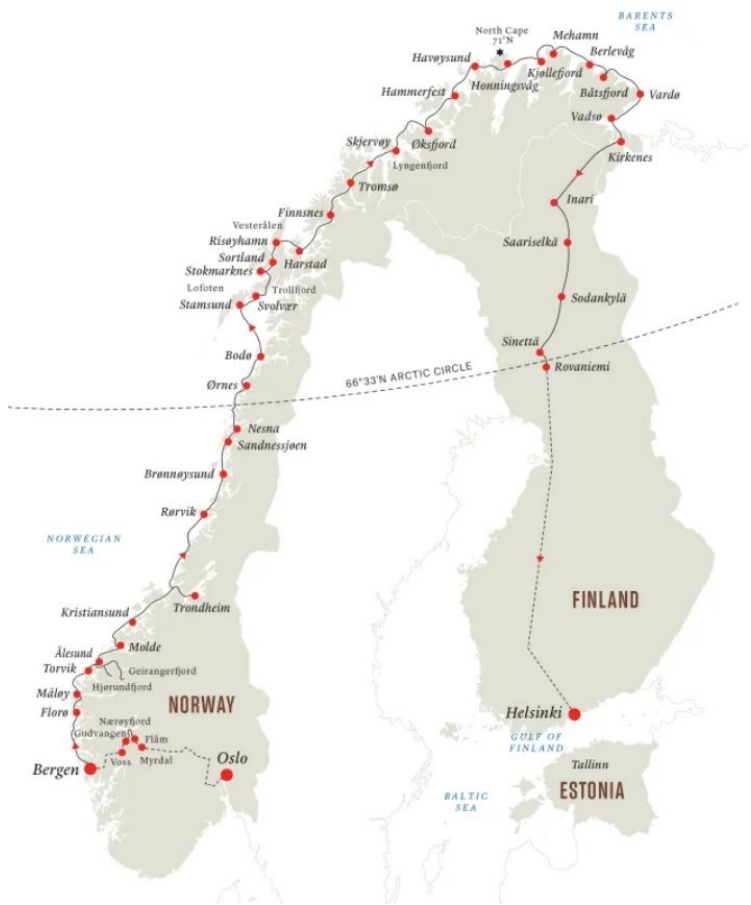 BARENTS
SEA
North Cape
71°N
Mehamn
Berlevåg
Havøysund
Kjøllefjord
Honningsvåg
Båtsfjord
Hammerfest
Vardø
Vadsø
Skjervøy
Øksfjord
Kirkenes
Lyngenfjord
Tromsø
Inari
Finnsnes
Vesterålen
Risøyhamn
Saariselkä
Sortland
Harstad
Stokmarknes
Lofoten
Trollfjord
Stamsund
Svolvær
Sodankylä
Sinettä
Bodø
Rovaniemi
66°33'N ARCTIC CIRCLE
Ørnes
Nesna
Sandnessjøen
Brønnøysund
Rørvik
NORWEGIAN
SEA
FINLAND
Trondheim
Kristiansund
Molde
Ålesund
Torvik
Geirangerfjord
Hjørundfjord
Måløy
NORWAY
Florø
Helsinki
Nærøyfjord
Gudvangen
Flåm
GULF OF
FINLAND
Voss
Myrdal
Oslo
Bergen
Tallinn
ESTONIA
BALTIC
SEA